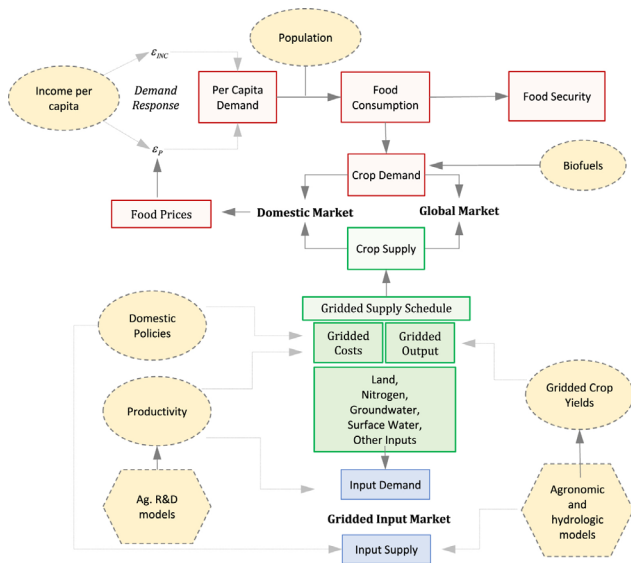 Population
ε_INC
Income per
capita
Demand
Response
Per Capita
Demand
Food
Consumption
Food Security
ε_P
Crop Demand
Biofuels
Food Prices
Domestic Market
Global Market
Crop Supply
Gridded Supply Schedule
Domestic
Policies
Gridded
Costs
Gridded
Output
Land,
Nitrogen,
Groundwater,
Surface Water,
Other Inputs
Productivity
Gridded Crop
Yields
Ag. R&D
models
Input Demand
Agronomic
and
hydrologic
models
Gridded Input Market
Input Supply